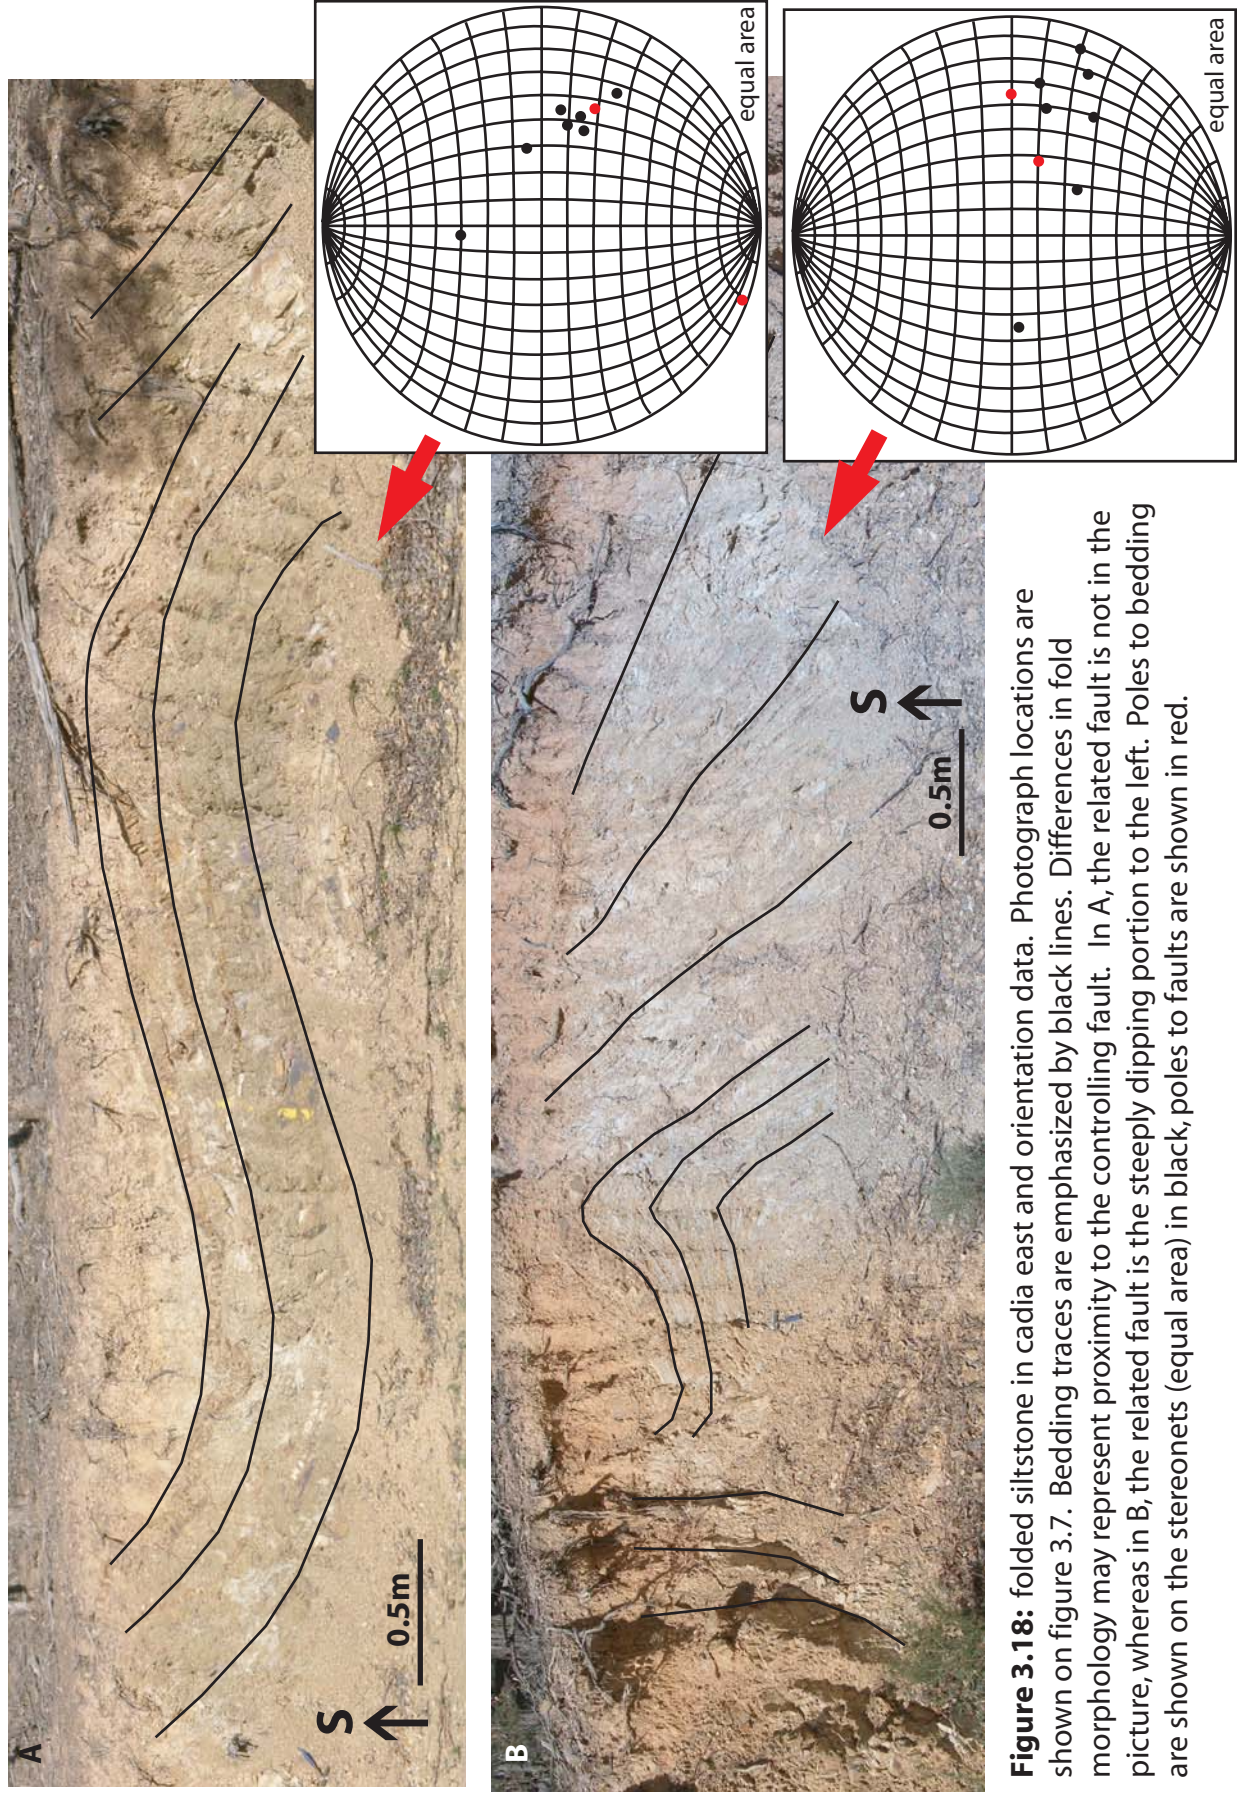 A
S
0.5m
equal area
B
S
0.5m
equal area
Figure 3.18: folded siltstone in cadia east and orientation data. Photograph locations are
shown on figure 3.7. Bedding traces are emphasized by black lines. Differences in fold
morphology may represent proximity to the controlling fault. In A, the related fault is not in the
picture, whereas in B, the related fault is the steeply dipping portion to the left. Poles to bedding
are shown on the stereonets (equal area) in black, poles to faults are shown in red.